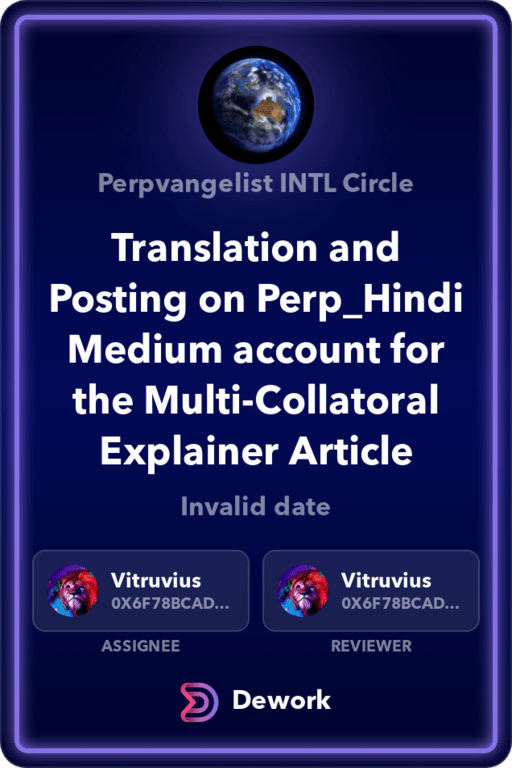 Perpvangelist INTL Circle
Translation and
Posting on Perp_Hindi
Medium account for
the Multi-Collatoral
Explainer Article
Invalid date
Vitruvius
0X6F78BCAD...
ASSIGNEE
Vitruvius
0X6F78BCAD...
REVIEWER
Dework